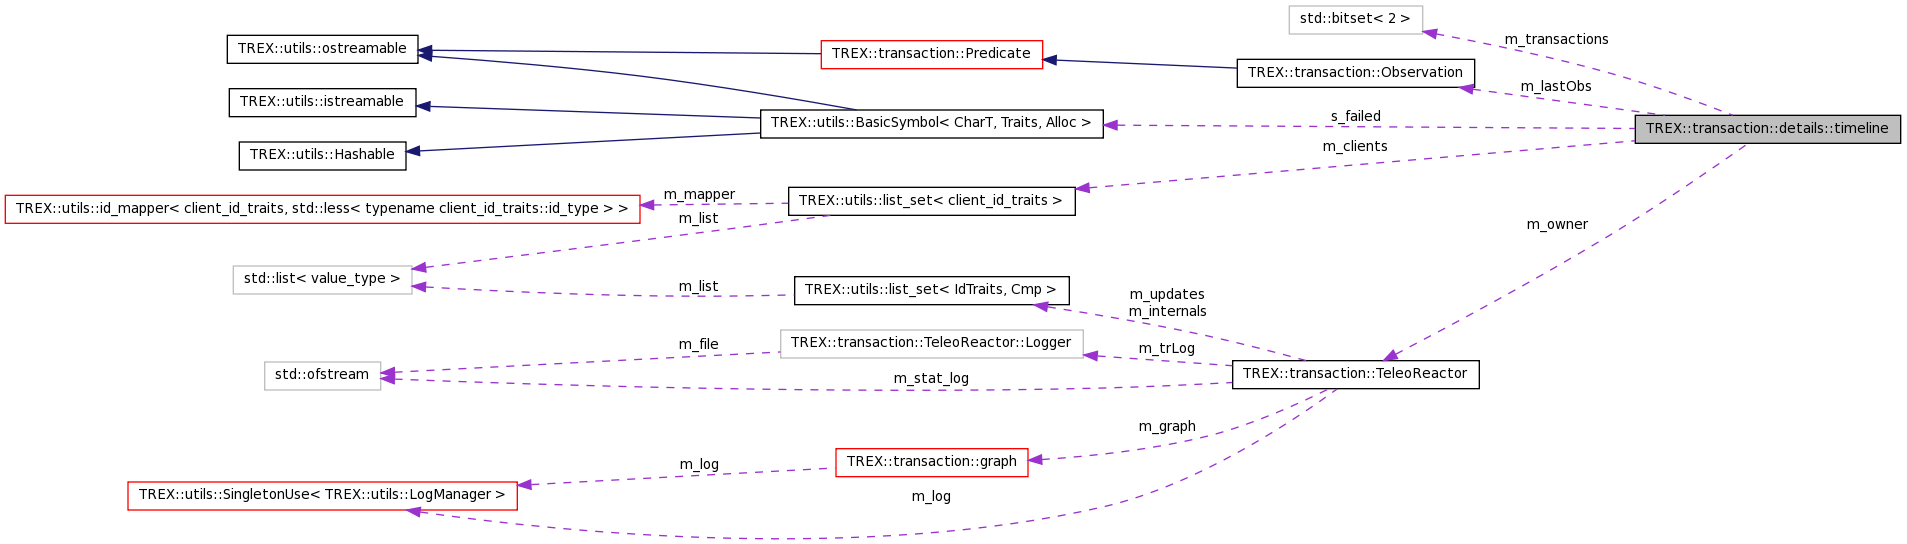 std::bitset< 2 >
m_transactions
TREX::utils::ostreamable
TREX::transaction::Predicate
TREX::transaction::Observation
m_lastObs
TREX::utils::istreamable
TREX::utils::BasicSymbol< CharT, Traits, Alloc >
s_failed
TREX::transaction::details::timeline
TREX::utils::Hashable
m_clients
TREX::utils::id_mapper< client_id_traits, std::less< typename client_id_traits::id_type > >
m_mapper
TREX::utils::list_set< client_id_traits >
m_list
m_owner
std::list< value_type >
m_list
TREX::utils::list_set< IdTraits, Cmp >
m_updates
m_internals
m_file
TREX::transaction::TeleoReactor::Logger
m_trLog
std::ofstream
m_stat_log
TREX::transaction::TeleoReactor
m_graph
TREX::transaction::graph
m_log
TREX::utils::SingletonUse< TREX::utils::LogManager >
m_log